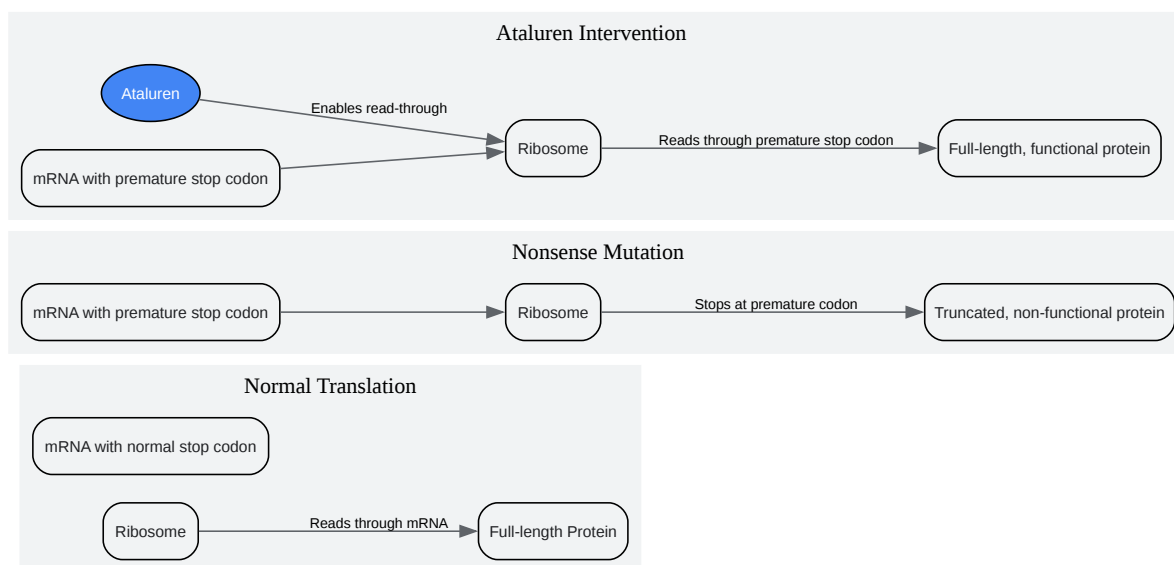 Ataluren Intervention
Ataluren
Enables read-through
mRNA with premature stop codon
Ribosome
Reads through premature stop codon
Full-length, functional protein
Nonsense Mutation
mRNA with premature stop codon
Ribosome
Stops at premature codon
Truncated, non-functional protein
Normal Translation
mRNA with normal stop codon
Ribosome
Reads through mRNA
Full-length Protein